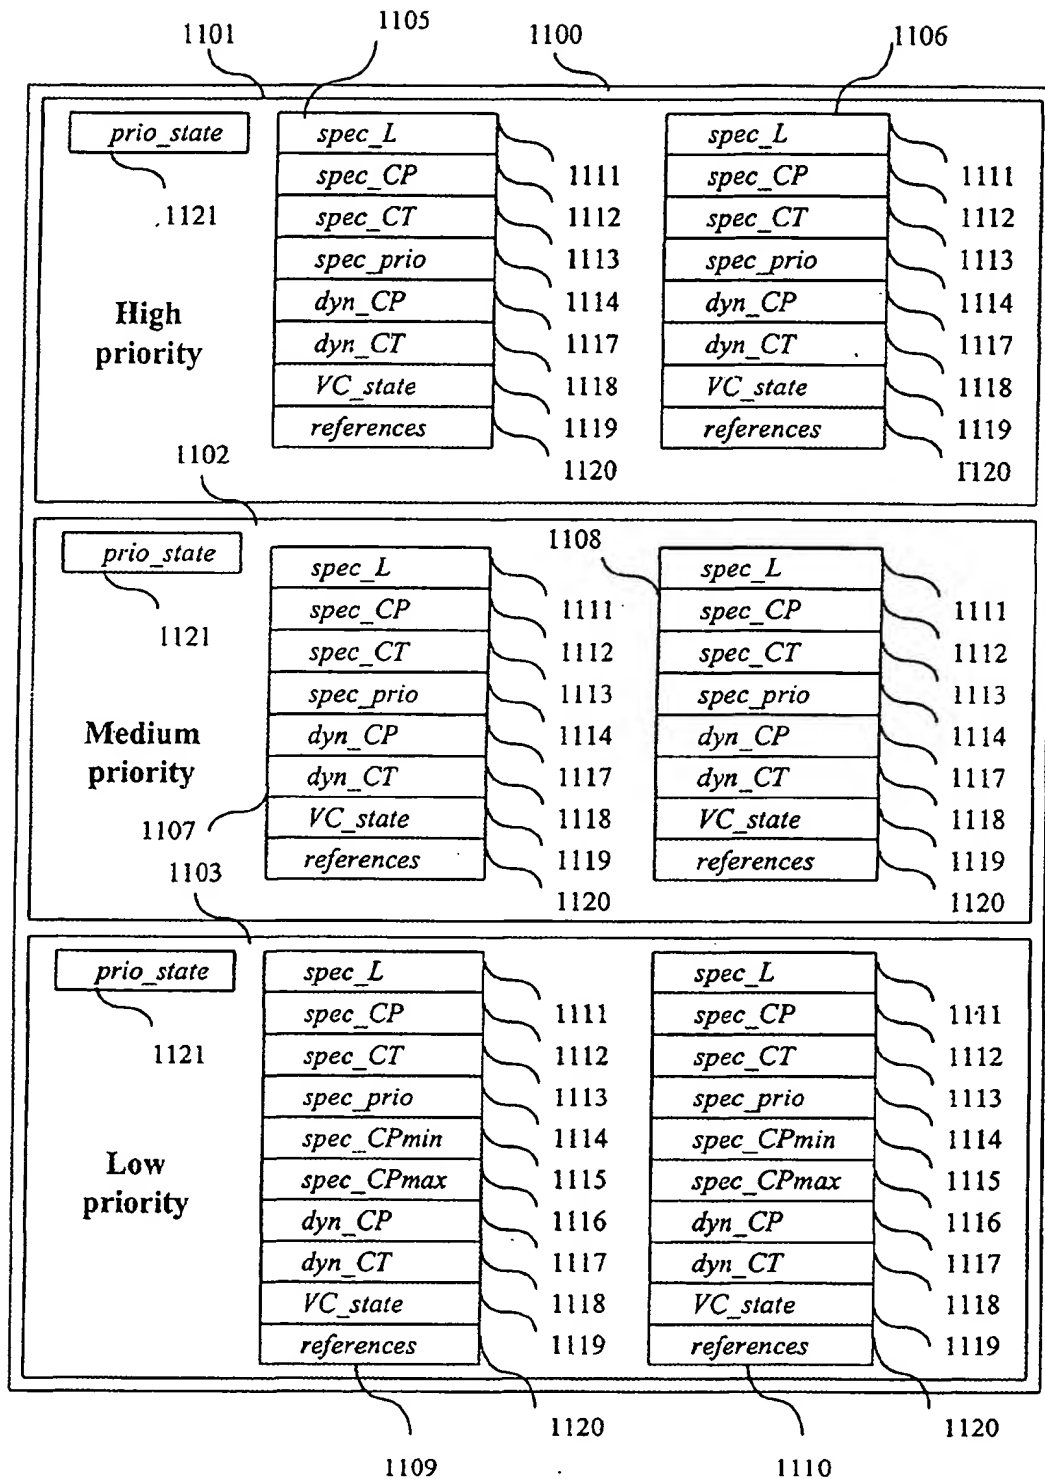 1105
1101 1100 1106
prio_state spec_L spec_L
spec_CP 1111 spec_CP 1111
1121 spec_CT 1112 spec_CT 1112
spec_prio 1113 spec_prio 1113
High dyn_CP 1114 dyn_CP 1114
priority dyn_CT 1117 dyn_CT 1117
VC_state 1118 VC_state 1118
references 1119 references 1119
1102 1120 1120
prio_state spec_L 1108 spec_L
spec_CP 1111 spec_CP 1111
1121 spec_CT 1112 spec_CT 1112
spec_prio 1113 spec_prio 1113
Medium dyn_CP 1114 dyn_CP 1114
priority dyn_CT 1117 dyn_CT 1117
1107 VC_state 1118 VC_state 1118
1103 references 1119 references 1119
1120 1120
prio_state spec_L spec_L
spec_CP 1111 spec_CP 1111
1121 spec_CT 1112 spec_CT 1112
spec_prio 1113 spec_prio 1113
spec_CPmin 1114 spec_CPmin 1114
Low spec_CPmax 1115 spec_CPmax 1115
priority dyn_CP 1116 dyn_CP 1116
dyn_CT 1117 dyn_CT 1117
VC_state 1118 VC_state 1118
references 1119 references 1119
1120 1120
1109 1110